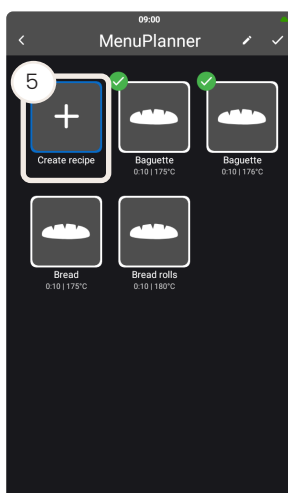 09:00
MenuPlanner
5
Create recipe
Baguette
0:10 | 175°C
Baguette
0:10 | 176°C
Bread
0:10 | 175°C
Bread rolls
0:10 | 180°C